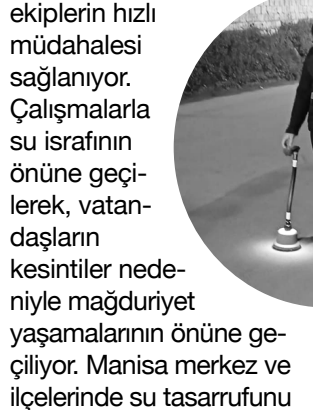 ekiplerin hızlı
müdahalesi
sağlanıyor.
Çalışmalarla
su israfının
önüne geçi-
lerek, vatan-
daşların
kesintiler nede-
niyle mağduriyet
yaşamalarının önüne ge-
çiliyor. Manisa merkez ve
ilçelerinde su tasarrufunu